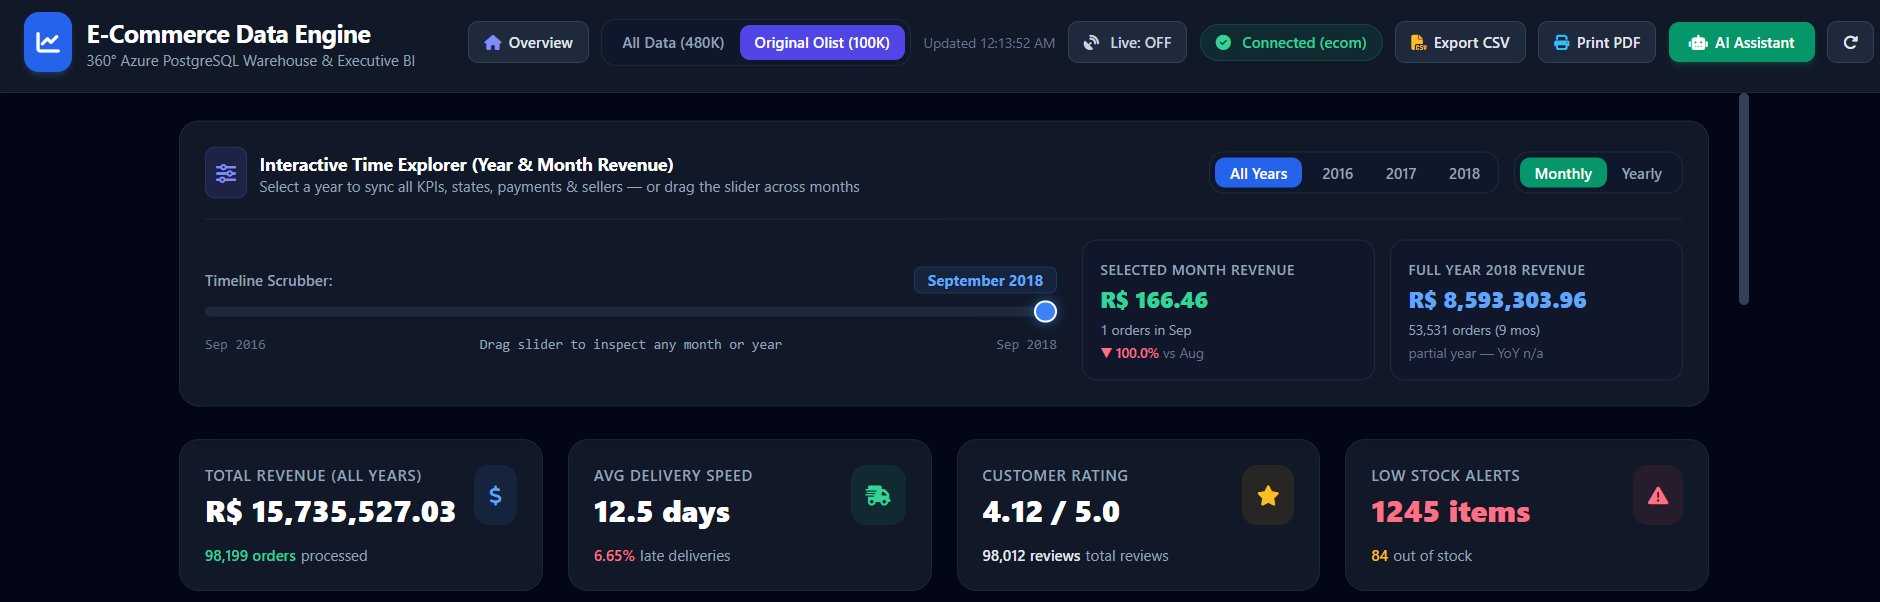 E-Commerce Data Engine
360° Azure PostgreSQL Warehouse & Executive BI
Overview
All Data (480K)
Original Olist (100K)
Updated 12:13:52 AM
Live: OFF
Connected (ecom)
Export CSV
Print PDF
AI Assistant
Interactive Time Explorer (Year & Month Revenue)
Select a year to sync all KPIs, states, payments & sellers — or drag the slider across months
All Years
2016
2017
2018
Monthly
Yearly
Timeline Scrubber:
September 2018
Sep 2016
Drag slider to inspect any month or year
Sep 2018
SELECTED MONTH REVENUE
R$ 166.46
1 orders in Sep
▼ 100.0% vs Aug
FULL YEAR 2018 REVENUE
R$ 8,593,303.96
53,531 orders (9 mos)
partial year — YoY n/a
TOTAL REVENUE (ALL YEARS)
R$ 15,735,527.03
98,199 orders processed
AVG DELIVERY SPEED
12.5 days
6.65% late deliveries
CUSTOMER RATING
4.12 / 5.0
98,012 reviews total reviews
LOW STOCK ALERTS
1245 items
84 out of stock